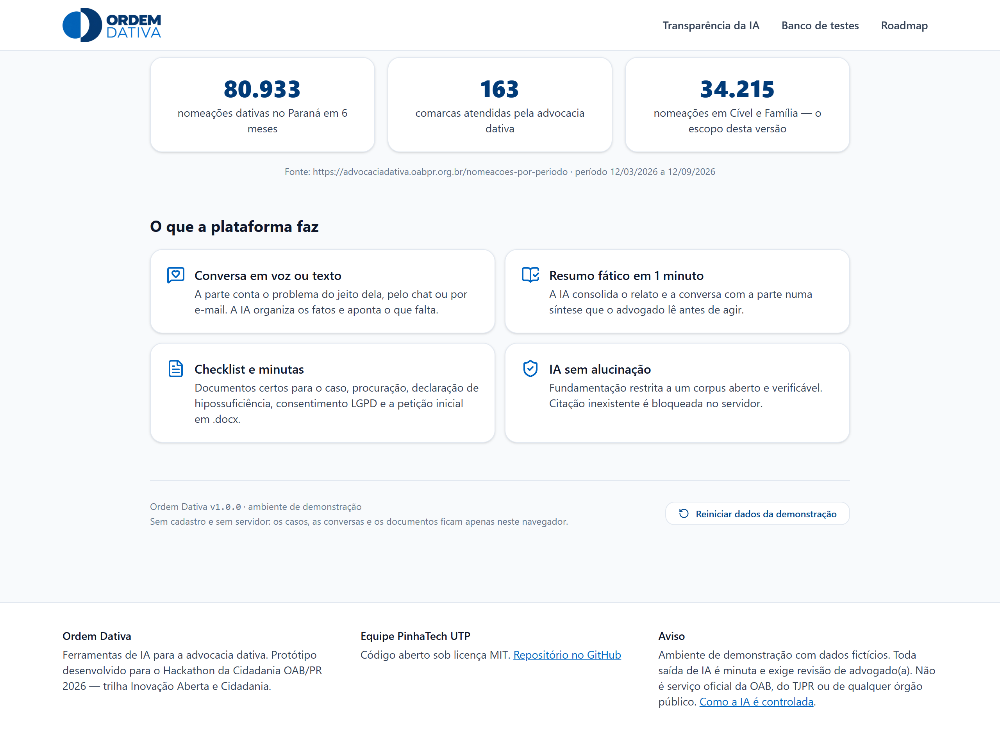 ORDEM
DATIVA
Transparência da IA
Banco de testes
Roadmap
80.933
nomeações dativas no Paraná em 6
meses
163
comarcas atendidas pela advocacia
dativa
34.215
nomeações em Cível e Família — o
escopo desta versão
Fonte: https://advocaciadativa.oabpr.org.br/nomeacoes-por-periodo · período 12/03/2026 a 12/09/2026
O que a plataforma faz
Conversa em voz ou texto
A parte conta o problema do jeito dela, pelo chat ou por
e-mail. A IA organiza os fatos e aponta o que falta.
Resumo fático em 1 minuto
A IA consolida o relato e a conversa com a parte numa
síntese que o advogado lê antes de agir.
Checklist e minutas
Documentos certos para o caso, procuração, declaração de
hipossuficiência, consentimento LGPD e a petição inicial
em .docx.
IA sem alucinação
Fundamentação restrita a um corpus aberto e verificável.
Citação inexistente é bloqueada no servidor.
Ordem Dativa v1.0.0 · ambiente de demonstração
Sem cadastro e sem servidor: os casos, as conversas e os documentos ficam apenas neste navegador.
Reiniciar dados da demonstração
Ordem Dativa
Ferramentas de IA para a advocacia dativa. Protótipo
desenvolvido para o Hackathon da Cidadania OAB/PR
2026 — trilha Inovação Aberta e Cidadania.
Equipe PinhaTech UTP
Código aberto sob licença MIT. Repositório no GitHub
Aviso
Ambiente de demonstração com dados fictícios. Toda
saída de IA é minuta e exige revisão de advogado(a). Não
é serviço oficial da OAB, do TJPR ou de qualquer órgão
público. Como a IA é controlada.